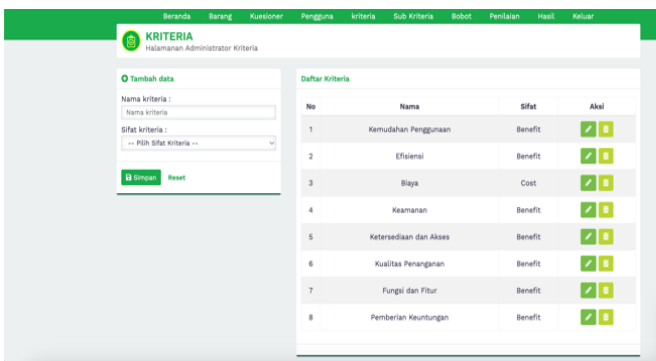 Beranda Barang Kuesioner Pengguna kriteria Sub Kriteria Bobot Penilaian Hasil Keluar
KRITERIA
Halamanan Administrator Kriteria
Tambah data
Nama kriteria :
Nama kriteria
Sifat kriteria :
-- Pilih Sifat Kriteria --
Simpan Reset
Daftar Kriteria
No Nama Sifat Aksi
1 Kemudahan Penggunaan Benefit
2 Efisiensi Benefit
3 Biaya Cost
4 Keamanan Benefit
5 Ketersediaan dan Akses Benefit
6 Kualitas Penanganan Benefit
7 Fungsi dan Fitur Benefit
8 Pemberian Keuntungan Benefit